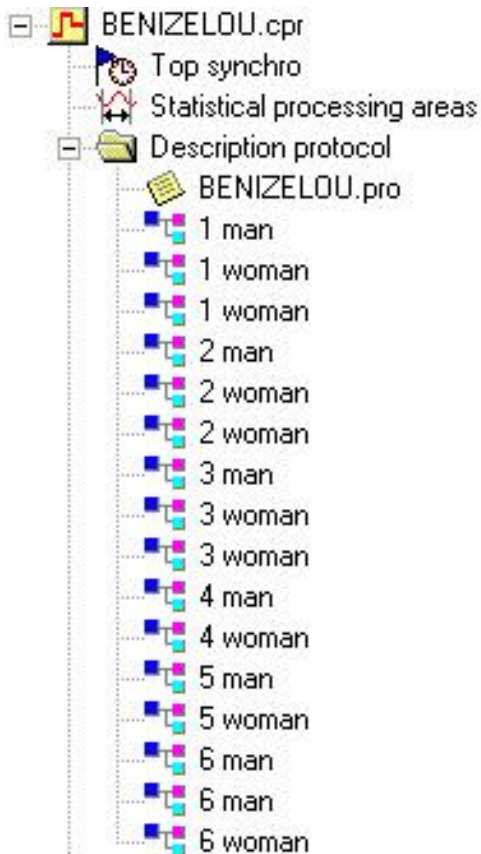 BENIZELOU.cpr
Top synchro
Statistical processing areas
Description protocol
BENIZELOU.pro
1 man
1 woman
1 woman
2 man
2 woman
2 woman
3 man
3 woman
3 woman
4 man
4 woman
5 man
5 woman
6 man
6 man
6 woman